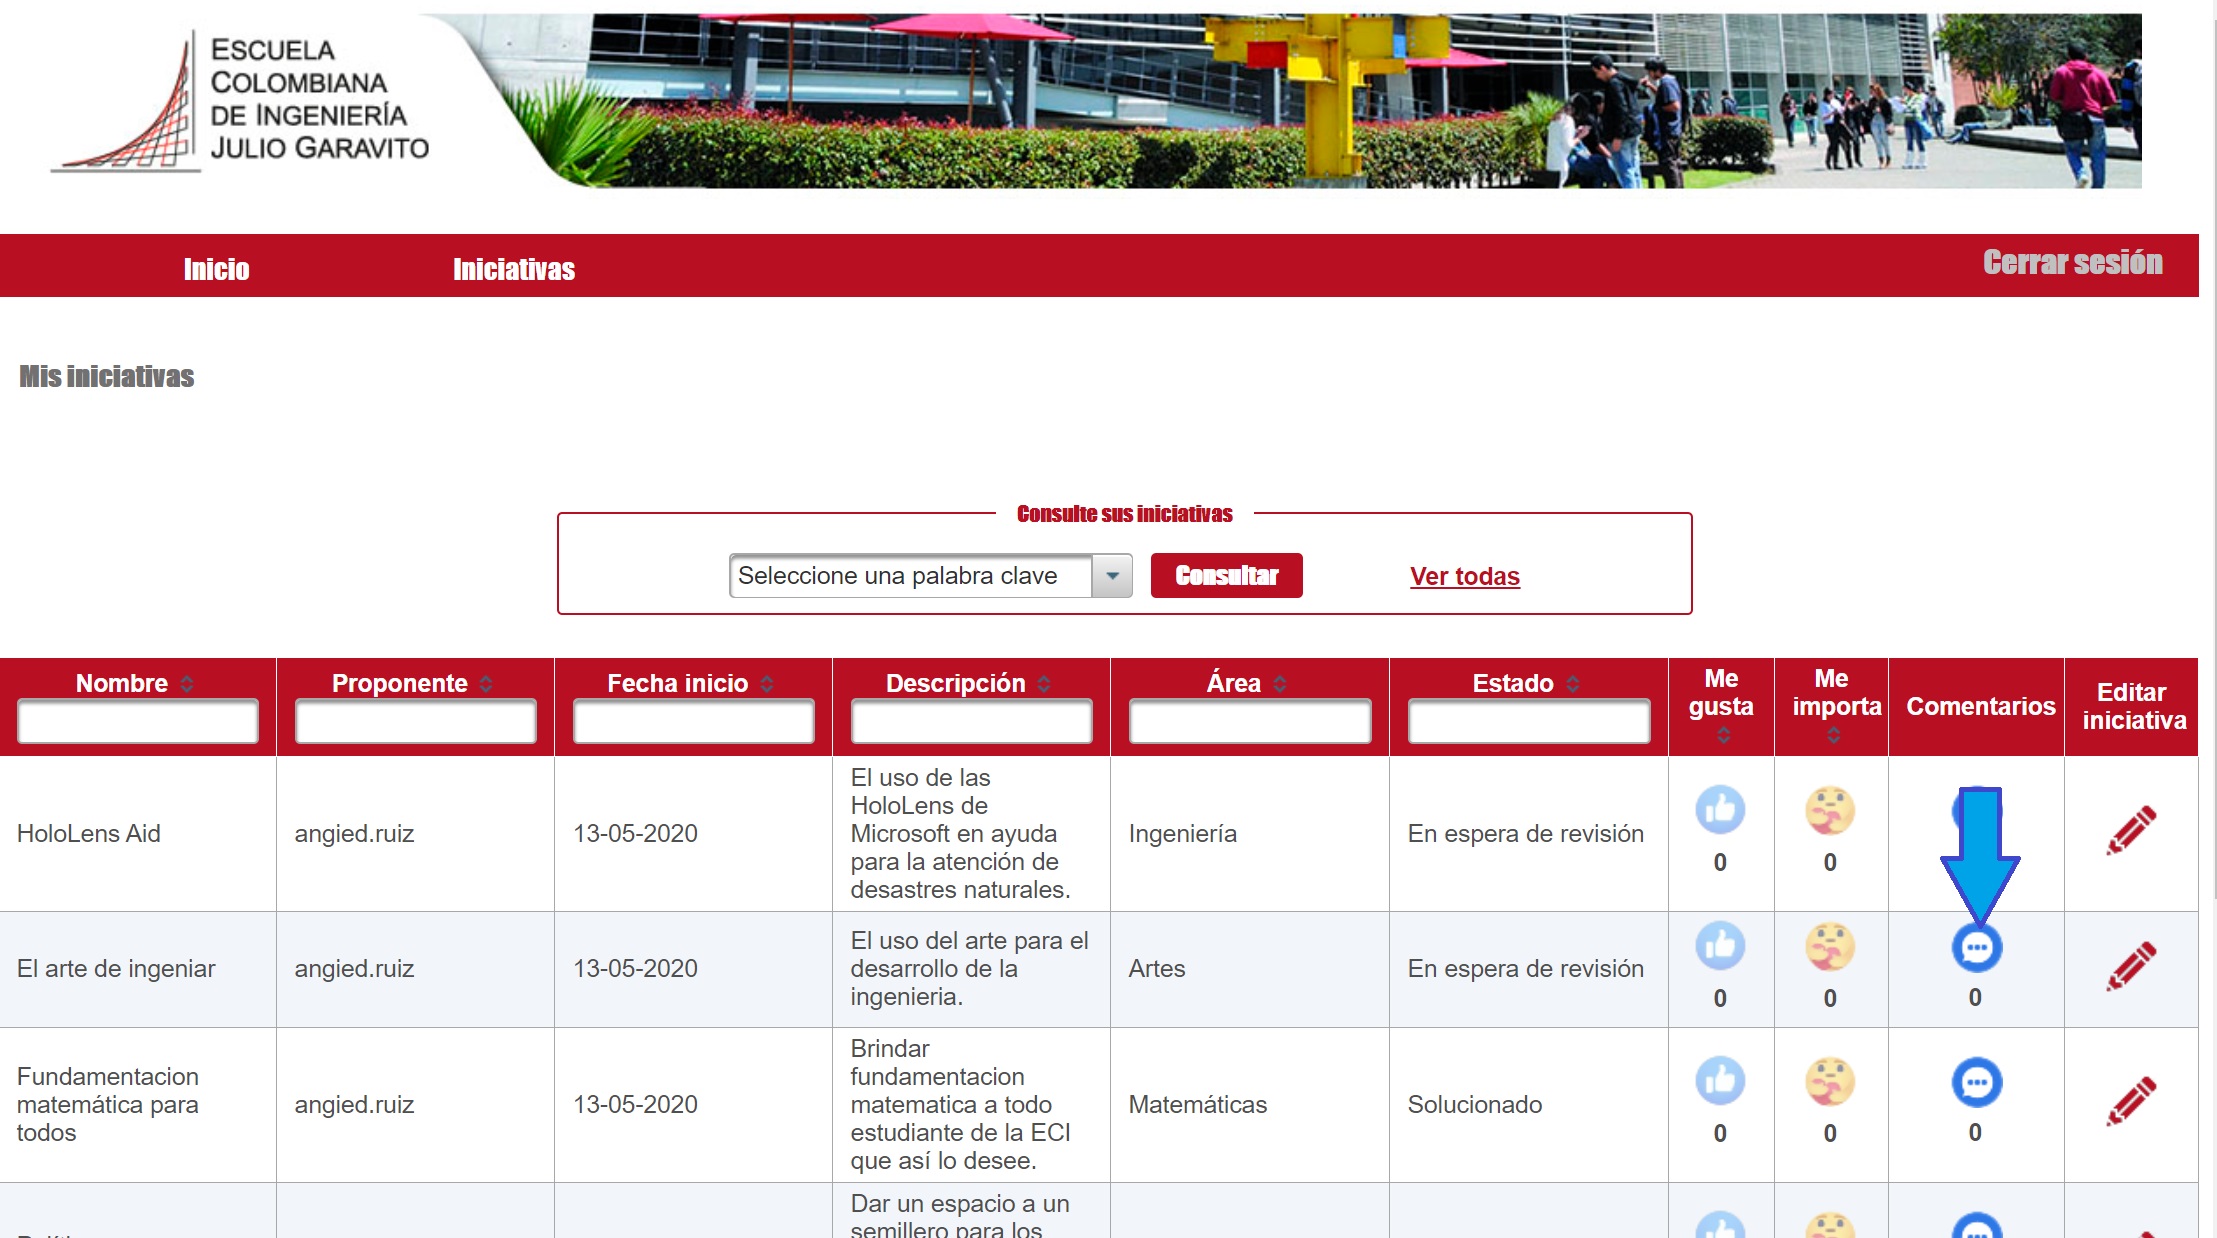 ESCUELA
COLOMBIANA
DE INGENIERÍA
JULIO GARAVITO
Inicio
Iniciativas
Cerrar sesión
Mis iniciativas
Consulte sus iniciativas
Seleccione una palabra clave
Consultar
Ver todas
Nombre
Proponente
Fecha inicio
Descripción
Área
Estado
Me
gusta
Me
importa
Comentarios
Editar
iniciativa
HoloLens Aid
angied.ruiz
13-05-2020
El uso de las
HoloLens de
Microsoft en ayuda
para la atención de
desastres naturales.
Ingeniería
En espera de revisión
0
0
El arte de ingeniar
angied.ruiz
13-05-2020
El uso del arte para el
desarrollo de la
ingenieria.
Artes
En espera de revisión
0
0
0
Fundamentacion
matemática para
todos
angied.ruiz
13-05-2020
Brindar
fundamentacion
matematica a todo
estudiante de la ECI
que así lo desee.
Matemáticas
Solucionado
0
0
0
Dar un espacio a un
semillero para los